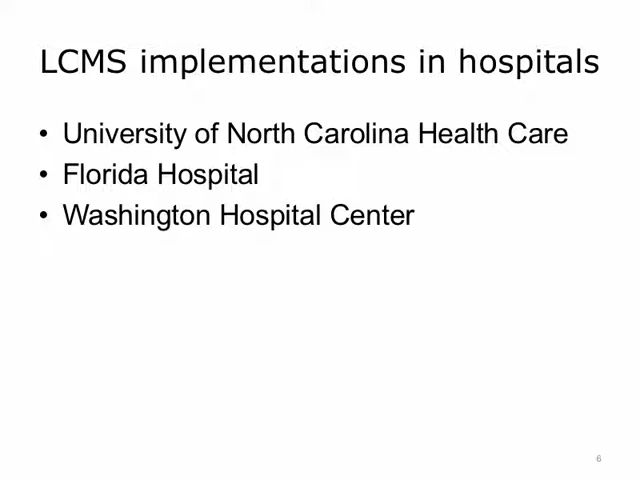 LCMS implementations in hospitals
• University of North Carolina Health Care
• Florida Hospital
• Washington Hospital Center
6